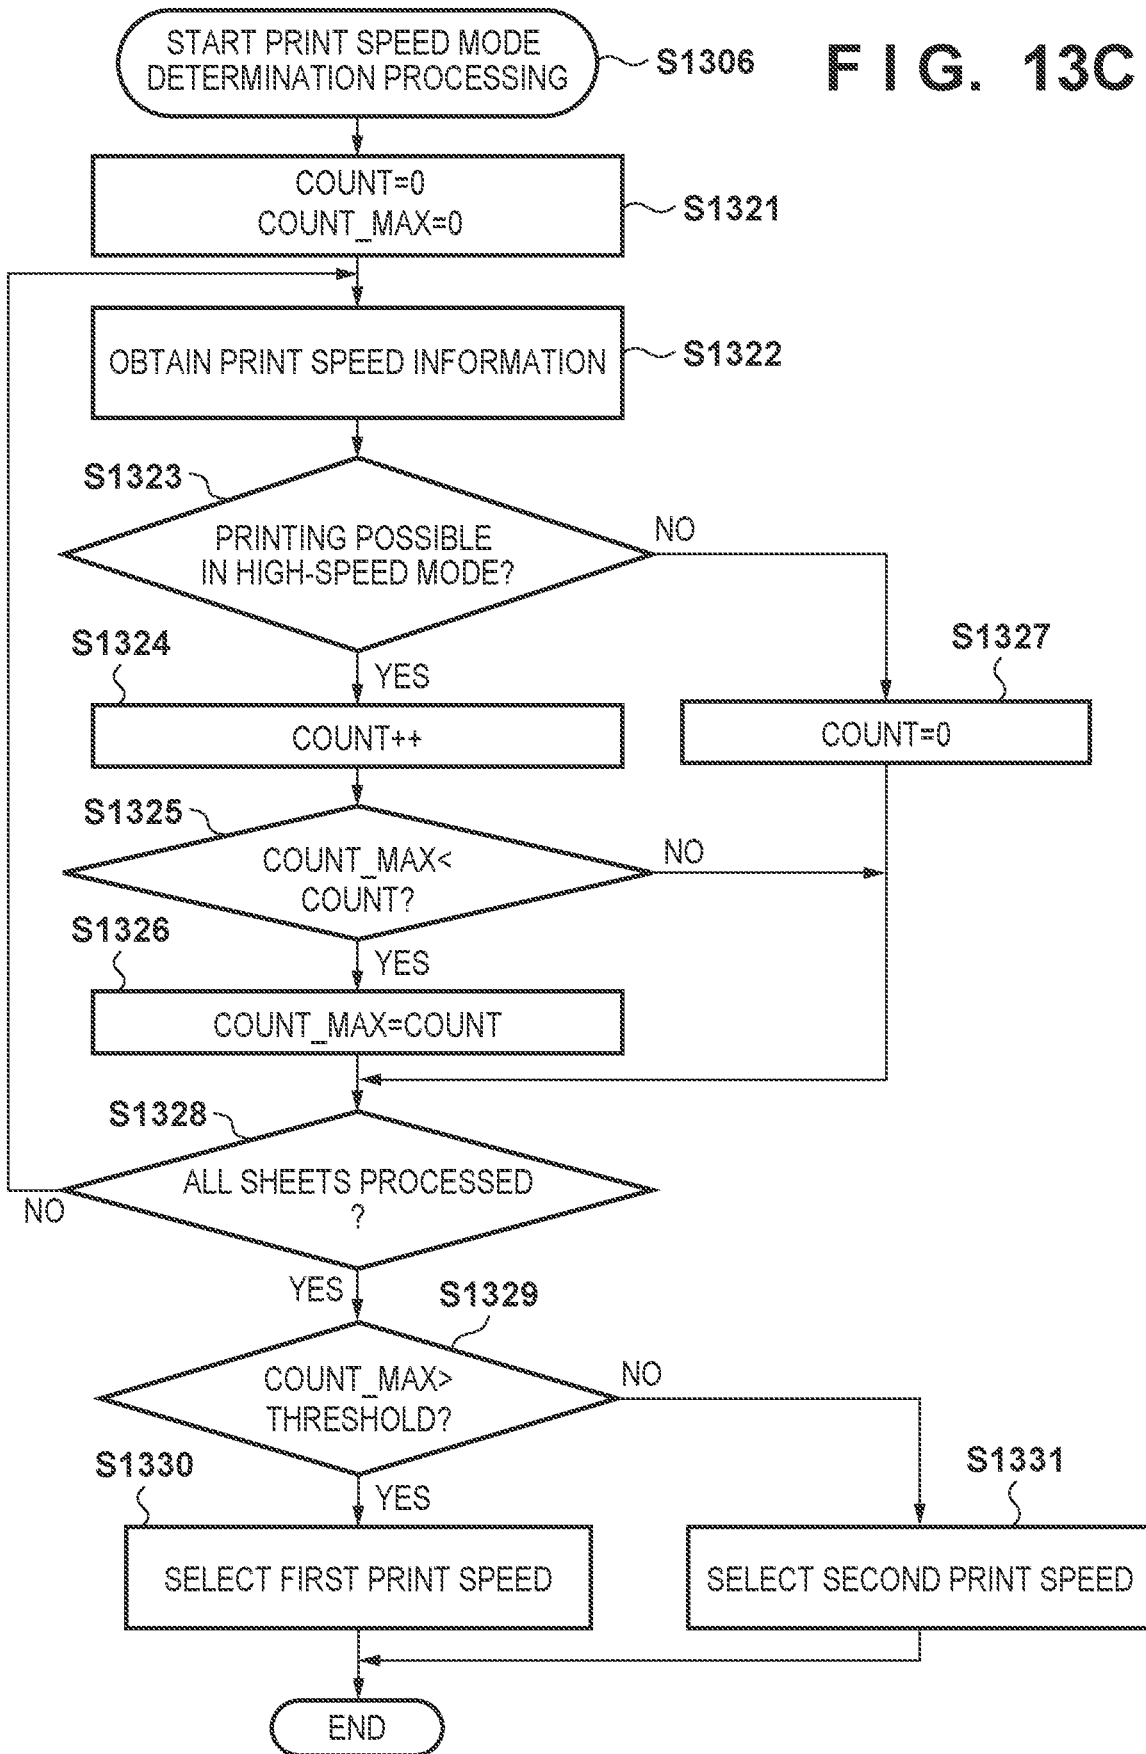 START PRINT SPEED MODE
DETERMINATION PROCESSING
S1306
FIG. 13C
COUNT=0
COUNT_MAX=0
S1321
OBTAIN PRINT SPEED INFORMATION
S1322
S1323
PRINTING POSSIBLE
IN HIGH-SPEED MODE?
NO
YES
S1324
COUNT++
S1327
COUNT=0
S1325
COUNT_MAX<
COUNT?
NO
YES
S1326
COUNT_MAX=COUNT
S1328
ALL SHEETS PROCESSED
?
NO
YES
S1329
COUNT_MAX>
THRESHOLD?
NO
YES
S1330
SELECT FIRST PRINT SPEED
S1331
SELECT SECOND PRINT SPEED
END